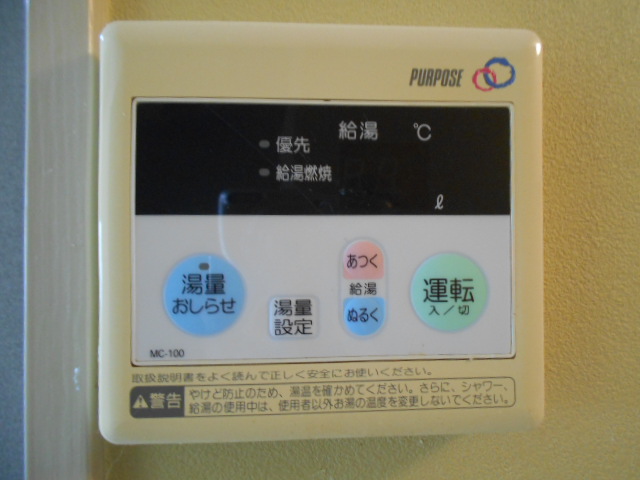 PURPOSE
給湯 ℃
優先
給湯燃焼
ℓ
湯量
おしらせ
湯量
設定
あつく
給湯
ぬるく
運転
入/切
MC-100
取扱説明書をよく読んで正しく安全にお使いください。
警告
やけど防止のため、湯温を確かめてください。さらに、シャワー、
給湯の使用中は、使用者以外お湯の温度を変更しないでください。